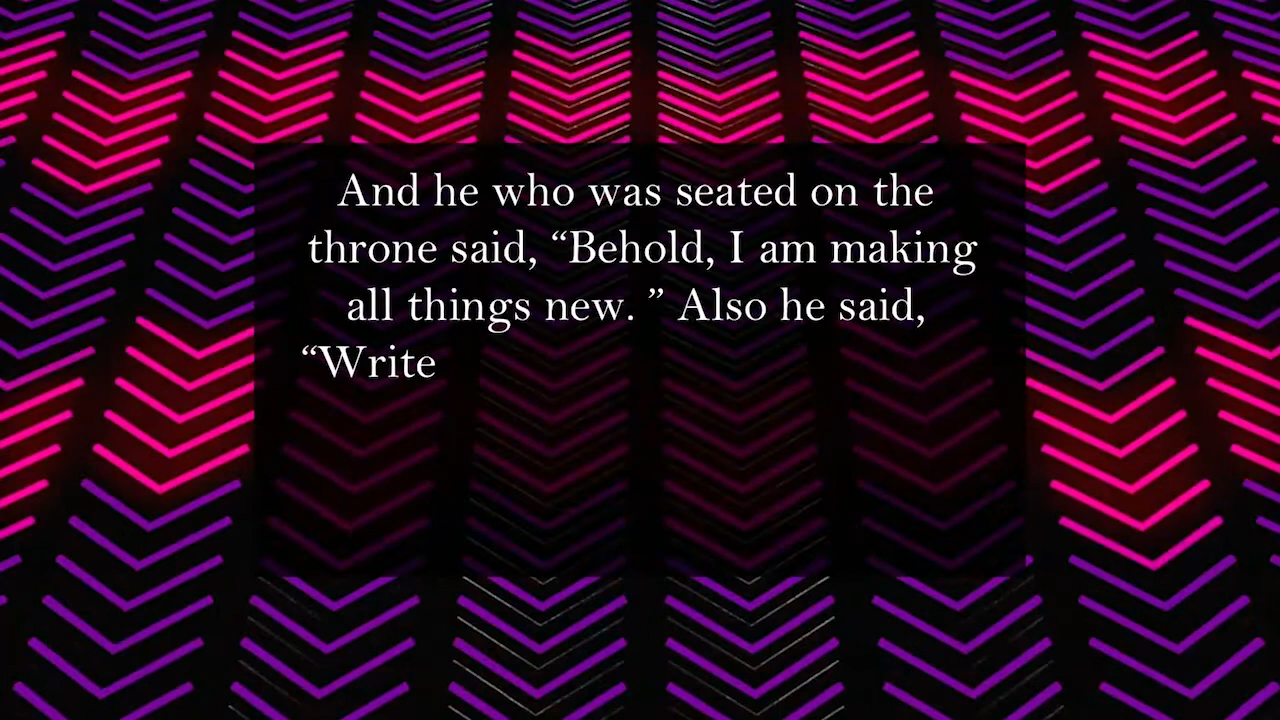 And he who was seated on the
throne said, “Behold, I am making
all things new. ” Also he said,
“Write